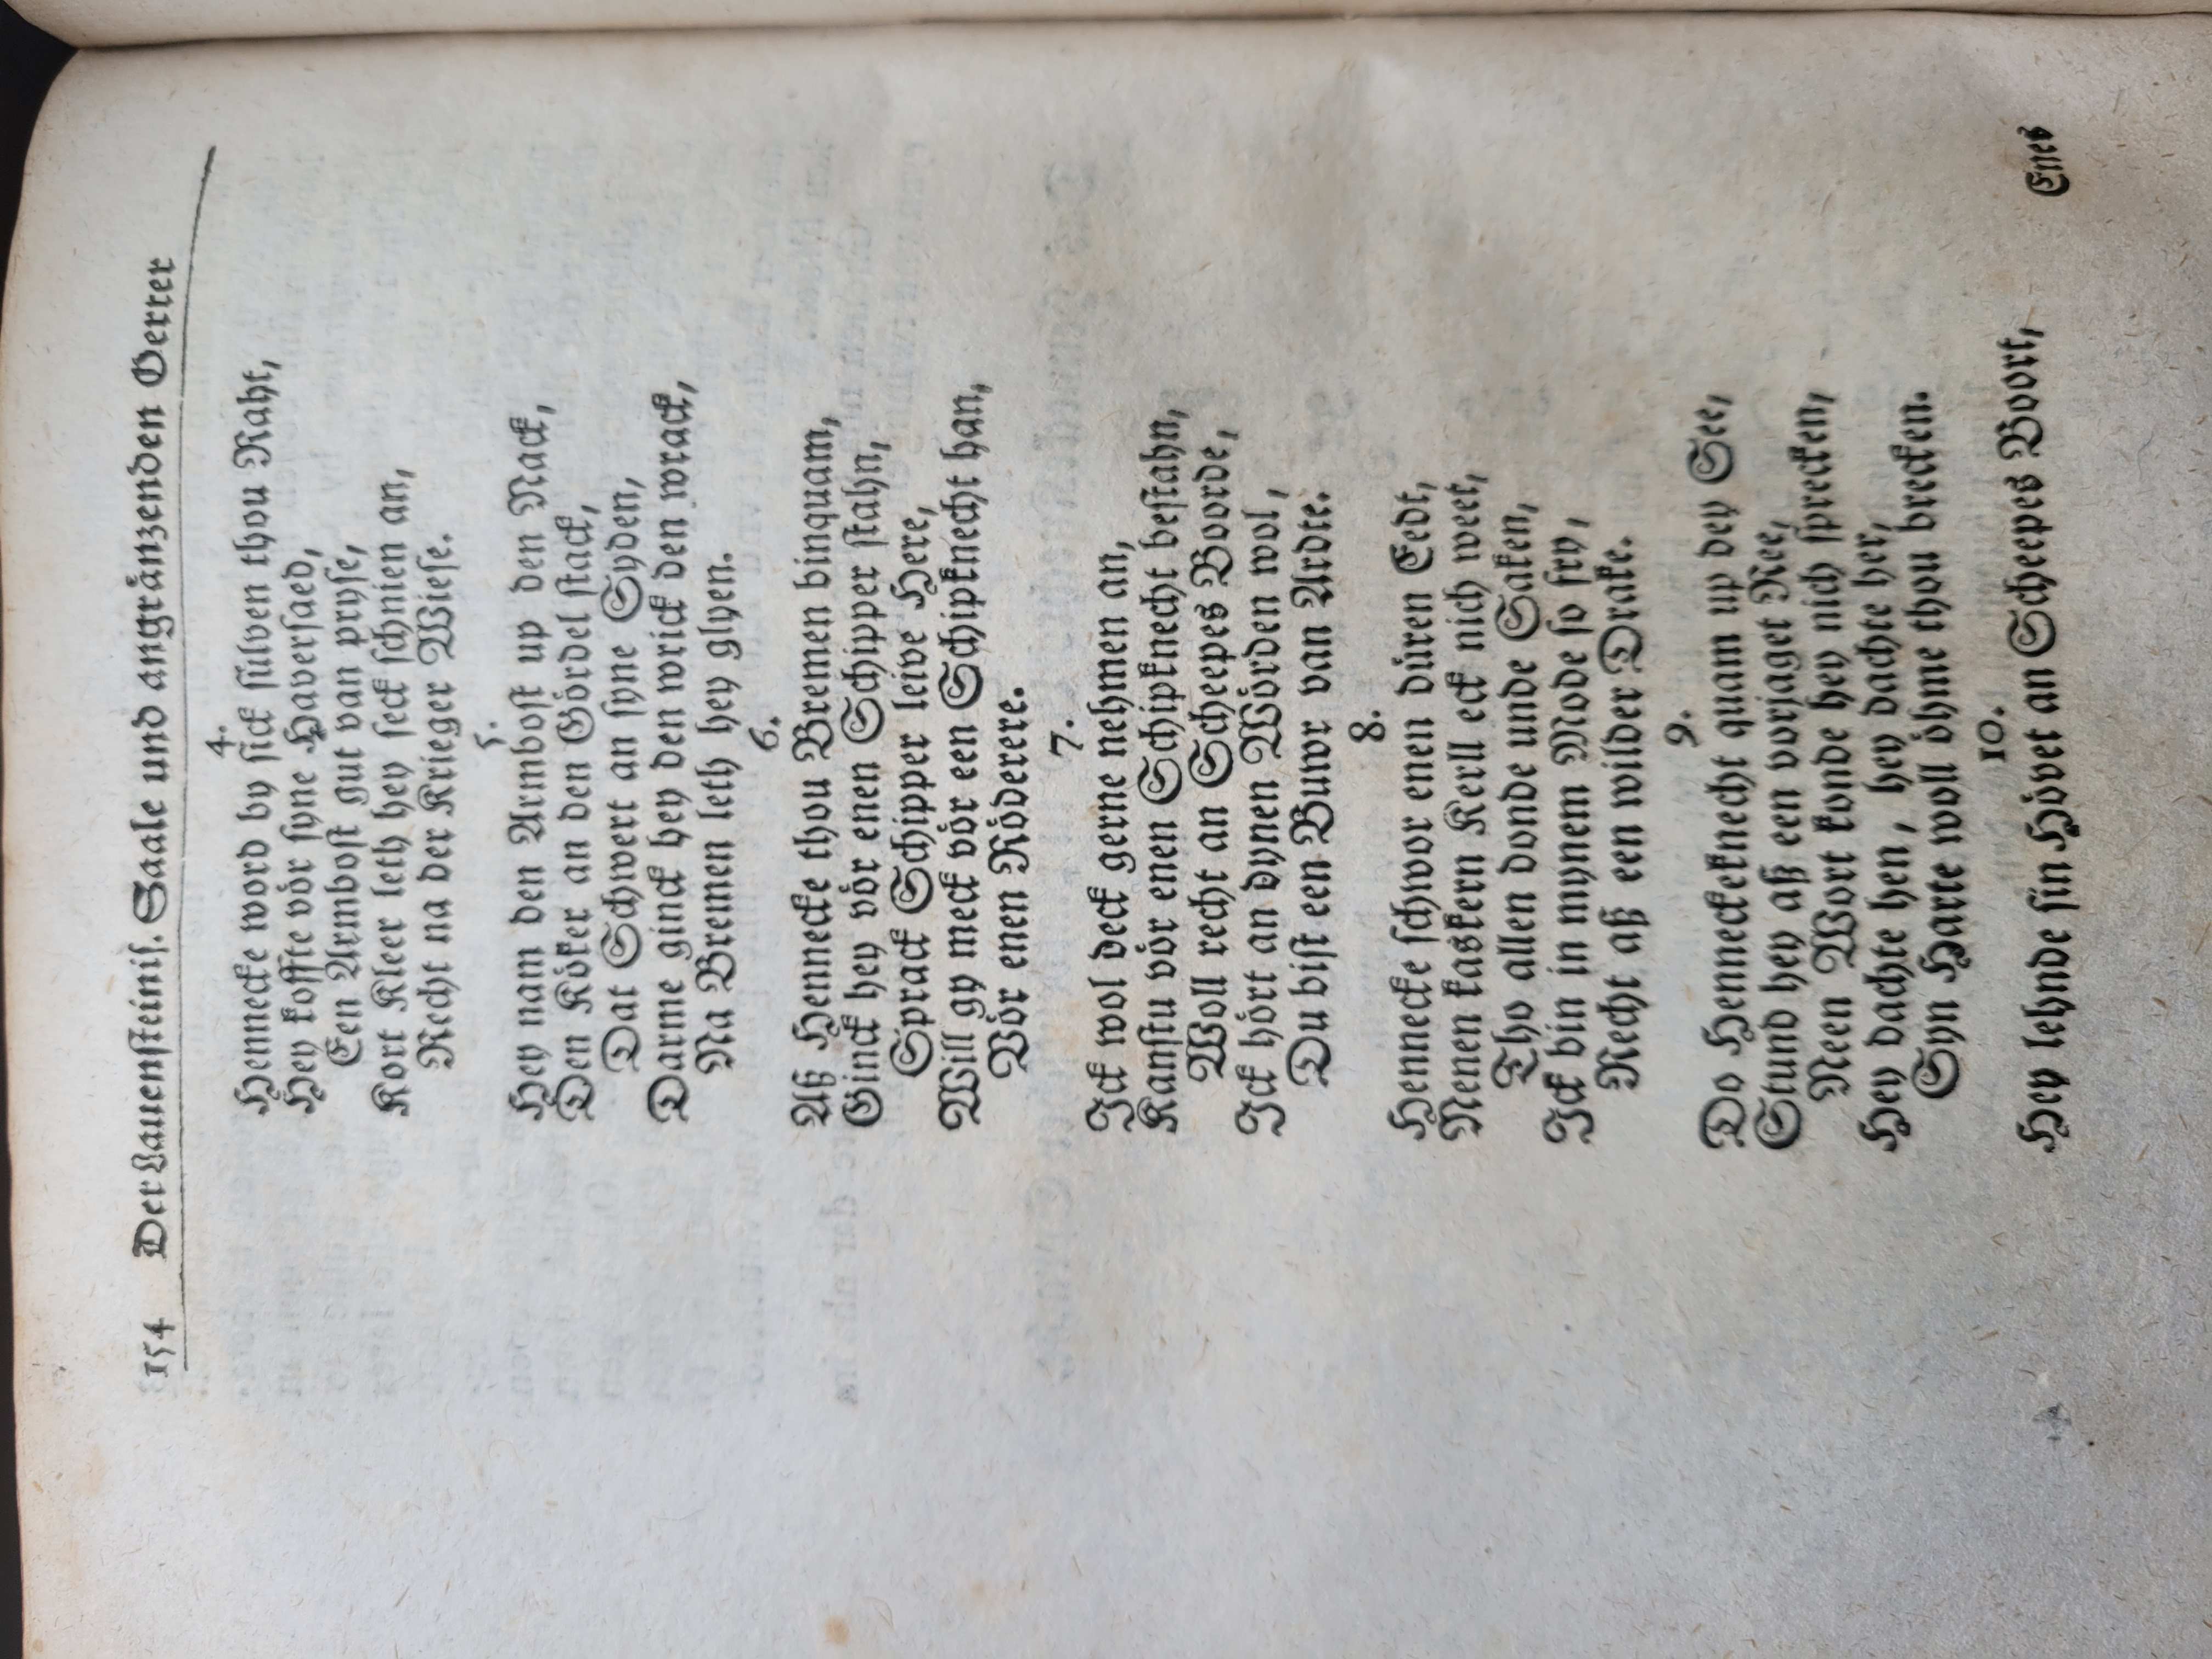 154 Der Lauensteinis. Saale und angränzenden Oerter
4.
Hennecke word by sick sülven thou Raht,
Hey koffte vör syne Haversaed,
Een Armbost gut van pryse,
Kort Kleer leth hey seck schnien an,
Recht na der Krieger Wiese.
5.
Hey nam den Armbost up den Nack,
Den Köker an den Gördel stack,
Dat Schwert an syne Syden,
Darme ginck hey den wrick den wrack,
Na Bremen leth hey glyen.
6.
Aß Hennecke thou Bremen binquam,
Ginck hey vör enen Schipper stahn,
Sprack Schipper leive Here,
Will gy meck vör een Schipknecht han,
Vör enen Röderere.
7.
Ick wol deck gerne nehmen an,
Kanstu vör enen Schipknecht bestahn,
Woll recht an Scheepes Boorde,
Ick hört an dynen Wörden wol,
Du bist een Buwr van Ardte.
8.
Hennecke schwor enen düren Eedt,
Nenen kaskern Kerll eck nich weet,
Tho allen donde unde Saken,
Ick bin in mynem Mode so fry,
Recht aß een wilder Drake.
9.
Do Henneckeknecht quam up dey See,
Stund hey aß een vorjaget Ree,
Neen Wort konde hey nich sprecken,
Hey dachte hen, hey dachte her,
Syn Harte woll öhme thou brecken.
10.
Hey lehnde sin Hövet an Scheepes Boort,
Enes